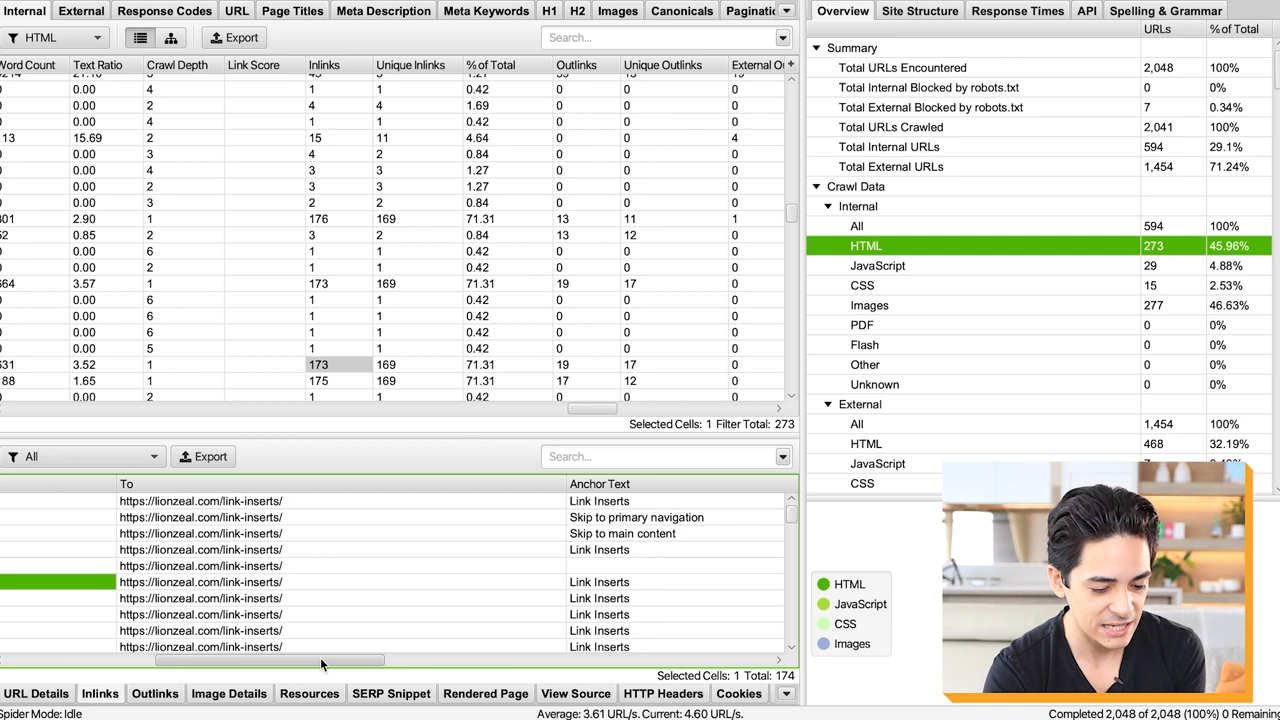 Internal External Response Codes URL Page Titles Meta Description Meta Keywords H1 H2 Images Canonicals
HTML Export Search...
Word Count Text Ratio Crawl Depth Link Score Inlinks Unique Inlinks % of Total Outlinks Unique Outlinks
0.00 4 1 1 0.42 0 0 0
0.00 2 4 4 1.69 0 0 0
0.00 4 1 1 0.42 0 0 0
13 15.69 2 15 11 4.64 0 0 4
0.00 3 4 2 0.84 0 0 0
0.00 4 3 3 1.27 0 0 0
0.00 2 3 3 1.27 0 0 0
0.00 3 2 2 0.84 0 0 0
301 2.90 1 176 169 71.31 13 11 1
52 0.85 2 3 2 0.84 13 12 0
0.00 6 1 1 0.42 0 0 0
0.00 2 1 1 0.42 0 0 0
364 3.57 1 173 169 71.31 19 17 0
0.00 6 1 1 0.42 0 0 0
0.00 6 1 1 0.42 0 0 0
0.00 6 1 1 0.42 0 0 0
0.00 5 1 1 0.42 0 0 0
331 3.52 1 173 169 71.31 19 17 0
88 1.65 1 175 169 71.31 17 12 0
0.00 2 1 1 0.42 0 0 0
Selected Cells: 1 Filter Total: 273
All Export Search...
To Anchor Text
https://lionzeal.com/link-inserts/ Link Inserts
https://lionzeal.com/link-inserts/ Skip to primary navigation
https://lionzeal.com/link-inserts/ Skip to main content
https://lionzeal.com/link-inserts/ Link Inserts
https://lionzeal.com/link-inserts/
https://lionzeal.com/link-inserts/ Link Inserts
https://lionzeal.com/link-inserts/ Link Inserts
https://lionzeal.com/link-inserts/ Link Inserts
https://lionzeal.com/link-inserts/ Link Inserts
https://lionzeal.com/link-inserts/ Link Inserts
Selected Cells: 1 Total: 174
URL Details Inlinks Outlinks Image Details Resources SERP Snippet Rendered Page View Source HTTP Headers Cookies
Spider Mode: Idle Average: 3.61 URL/s. Current: 4.60 URL/s. Completed 2,048 of 2,048 (100%) 0 Remaining
Overview Site Structure Response Times API Spelling & Grammar
URLs % of Total
Summary
Total URLs Encountered 2,048 100%
Total Internal Blocked by robots.txt 0 0%
Total External Blocked by robots.txt 7 0.34%
Total URLs Crawled 2,041 100%
Total Internal URLs 594 29.1%
Total External URLs 1,454 71.24%
Crawl Data
Internal
All 594 100%
HTML 273 45.96%
JavaScript 29 4.88%
CSS 15 2.53%
Images 277 46.63%
PDF 0 0%
Flash 0 0%
Other 0 0%
Unknown 0 0%
External
All 1,454 100%
HTML 468 32.19%
JavaScript
CSS
HTML
JavaScript
CSS
Images